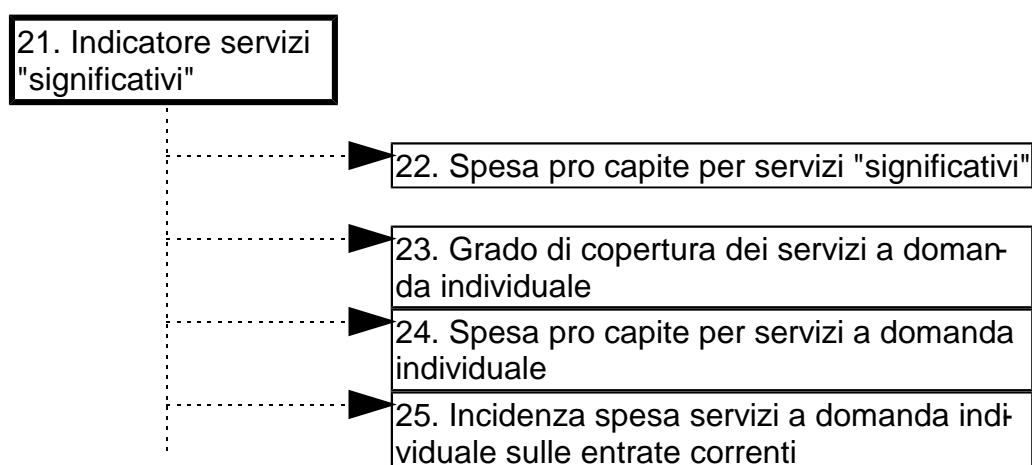 21. Indicatore servizi
"significativi"
22. Spesa pro capite per servizi "significativi"
23. Grado di copertura dei servizi a doman-
da individuale
24. Spesa pro capite per servizi a domanda
individuale
25. Incidenza spesa servizi a domanda indi-
viduale sulle entrate correnti